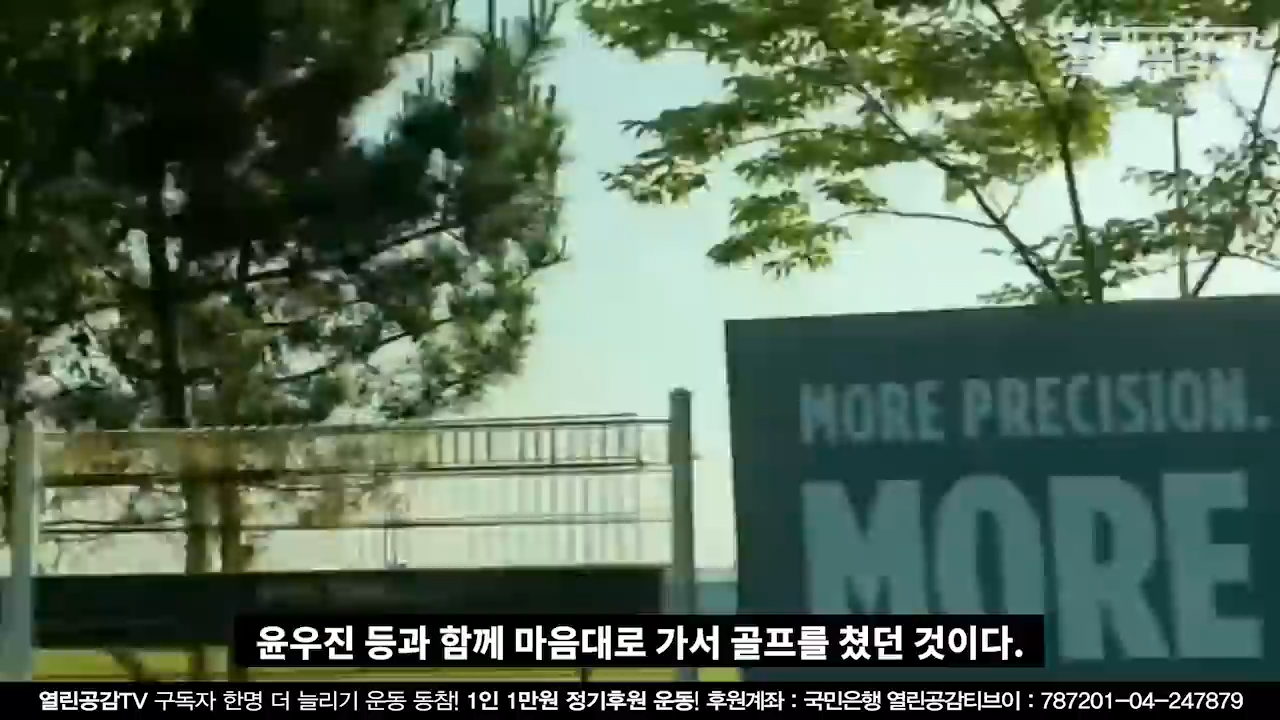 MORE PRECISION.
MORE
윤우진 등과 함께 마음대로 가서 골프를 쳤던 것이다.
열린공감TV 구독자 한명 더 늘리기 운동 동참! 1인 1만원 정기후원 운동! 후원계좌 : 국민은행 열린공감티브이 : 787201-04-247879